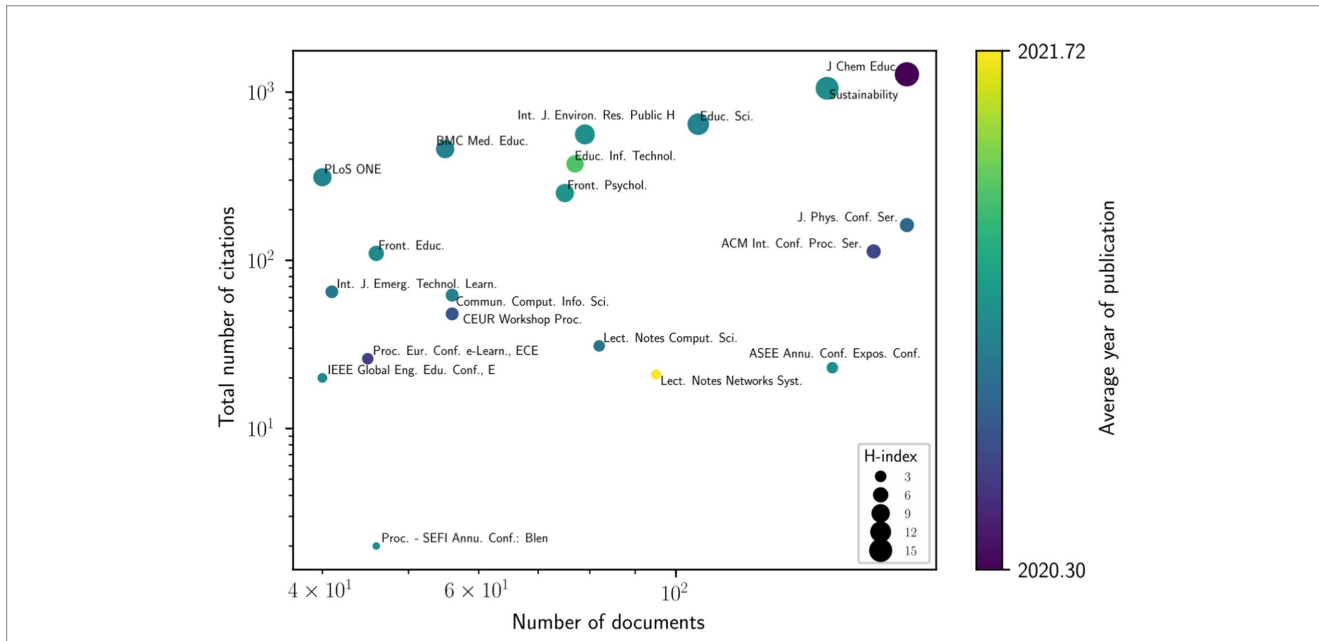 2021.72
J Chem Educ.
10³
Sustainability
Int. J. Environ. Res. Public H
Educ. Sci.
BMC Med. Educ.
Educ. Inf. Technol.
PLoS ONE
Front. Psychol.
J. Phys. Conf. Ser.
ACM Int. Conf. Proc. Ser.
Front. Educ.
10²
Int. J. Emerg. Technol. Learn.
Commun. Comput. Info. Sci.
CEUR Workshop Proc.
Lect. Notes Comput. Sci.
Proc. Eur. Conf. e-Learn., ECE
ASEE Annu. Conf. Expos. Conf.
IEEE Global Eng. Edu. Conf., E
Lect. Notes Networks Syst.
10¹
Proc. - SEFI Annu. Conf.: Blen
H-index
3
6
9
12
15
2020.30
4 × 10¹
6 × 10¹
10²
Number of documents
Total number of citations
Average year of publication